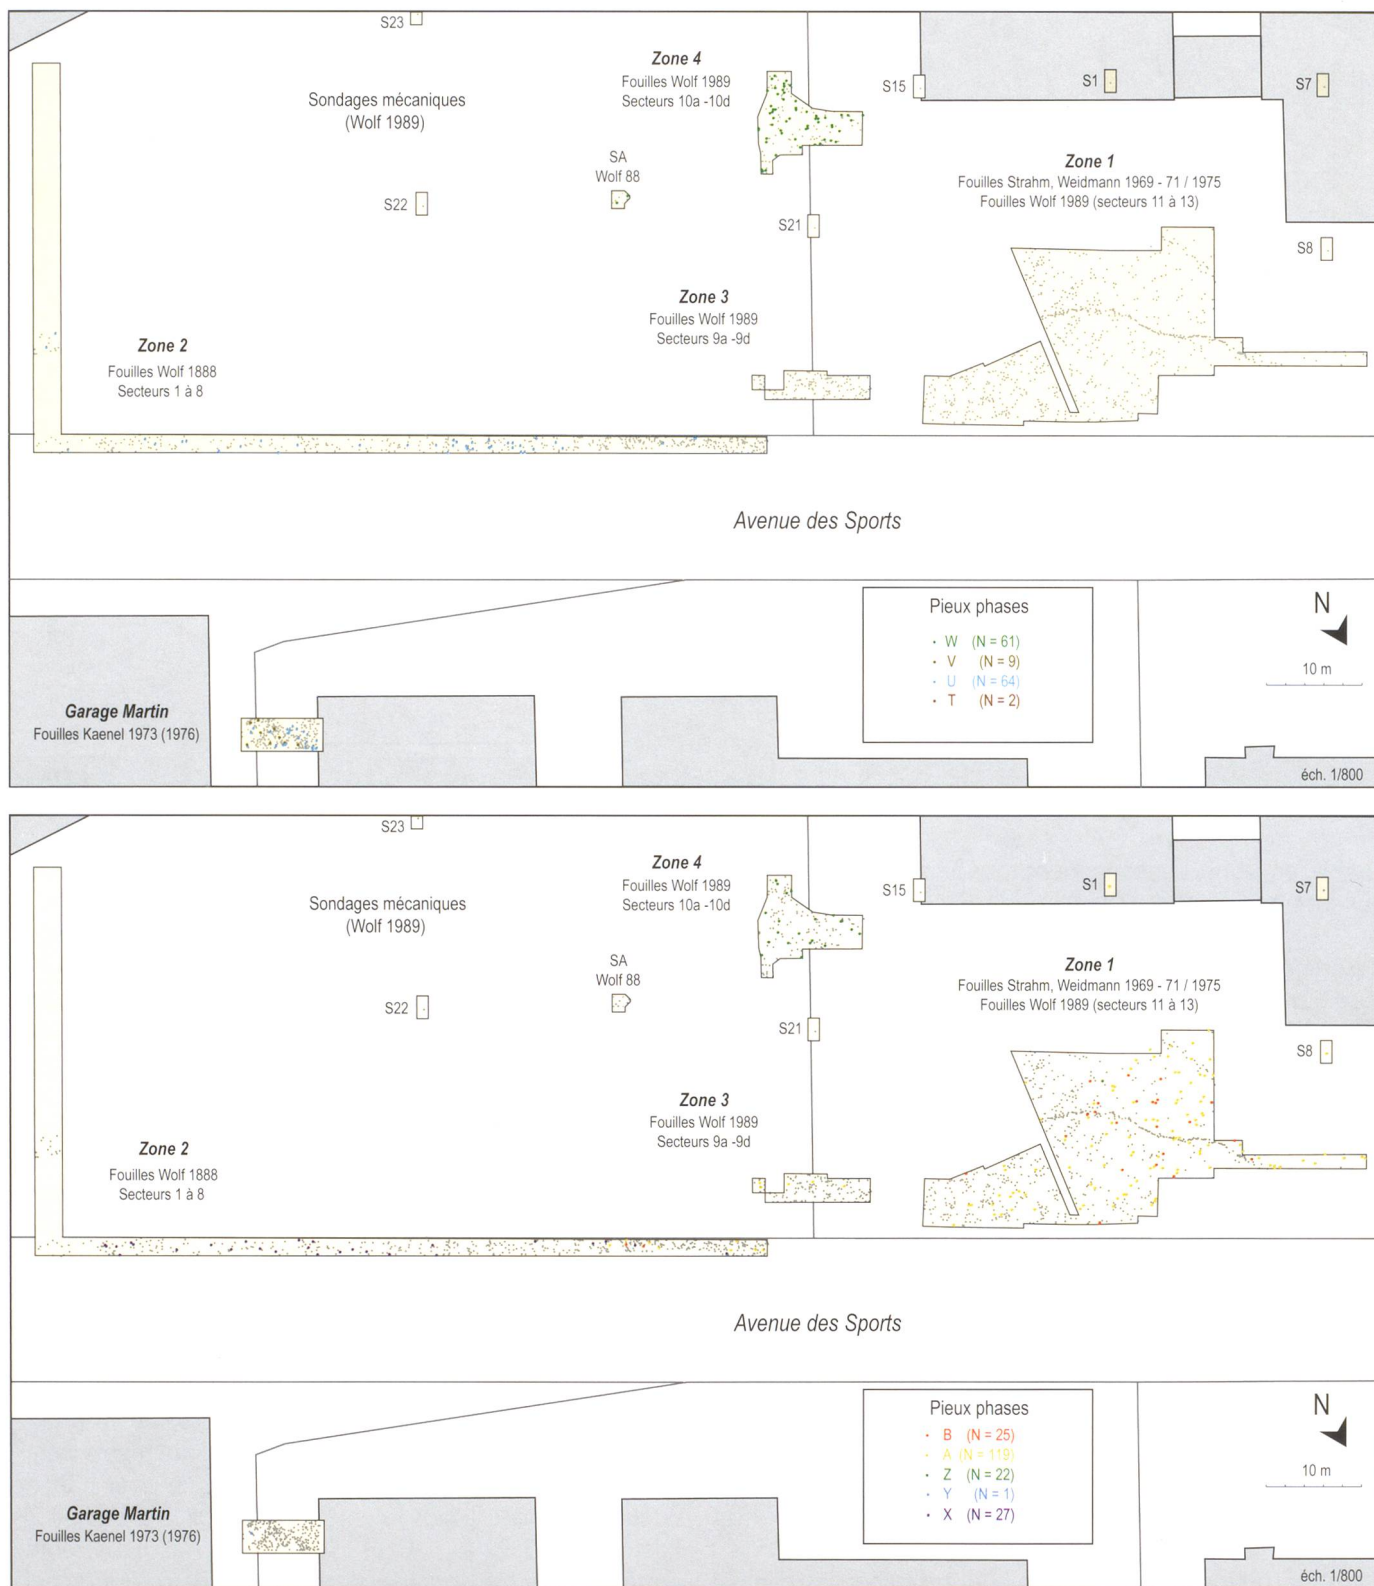 S23
Zone 4
Fouilles Wolf 1989
Secteurs 10a -10d
Sondages mécaniques
(Wolf 1989)
S15
S1
S7
SA
Wolf 88
S22
S21
Zone 1
Fouilles Strahm, Weidmann 1969 - 71 / 1975
Fouilles Wolf 1989 (secteurs 11 à 13)
S8
Zone 3
Fouilles Wolf 1989
Secteurs 9a -9d
Zone 2
Fouilles Wolf 1888
Secteurs 1 à 8
Avenue des Sports
Pieux phases
W (N = 61)
V (N = 9)
U (N = 64)
T (N = 2)
N
10 m
Garage Martin
Fouilles Kaenel 1973 (1976)
éch. 1/800
S23
Zone 4
Fouilles Wolf 1989
Secteurs 10a -10d
Sondages mécaniques
(Wolf 1989)
S15
S1
S7
SA
Wolf 88
S22
S21
Zone 1
Fouilles Strahm, Weidmann 1969 - 71 / 1975
Fouilles Wolf 1989 (secteurs 11 à 13)
S8
Zone 3
Fouilles Wolf 1989
Secteurs 9a -9d
Zone 2
Fouilles Wolf 1888
Secteurs 1 à 8
Avenue des Sports
Pieux phases
B (N = 25)
A (N = 119)
Z (N = 22)
Y (N = 1)
X (N = 27)
N
10 m
Garage Martin
Fouilles Kaenel 1973 (1976)
éch. 1/800